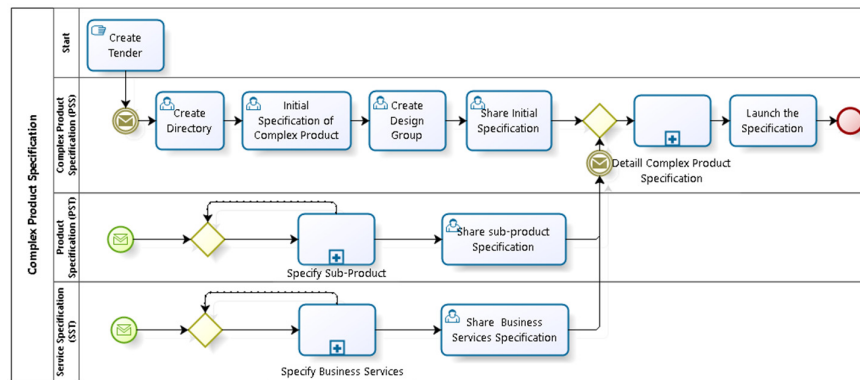 Complex Product Specification
Start
Create
Tender
Complex Product
Specification (PSS)
Create
Directory
Initial
Specification of
Complex Product
Create
Design
Group
Share Initial
Specification
Detaill Complex Product
Specification
Launch the
Specification
Product
Specification (PST)
Specify Sub-Product
Share sub-product
Specification
Service Specification
(SST)
Specify Business Services
Share Business
Services Specification